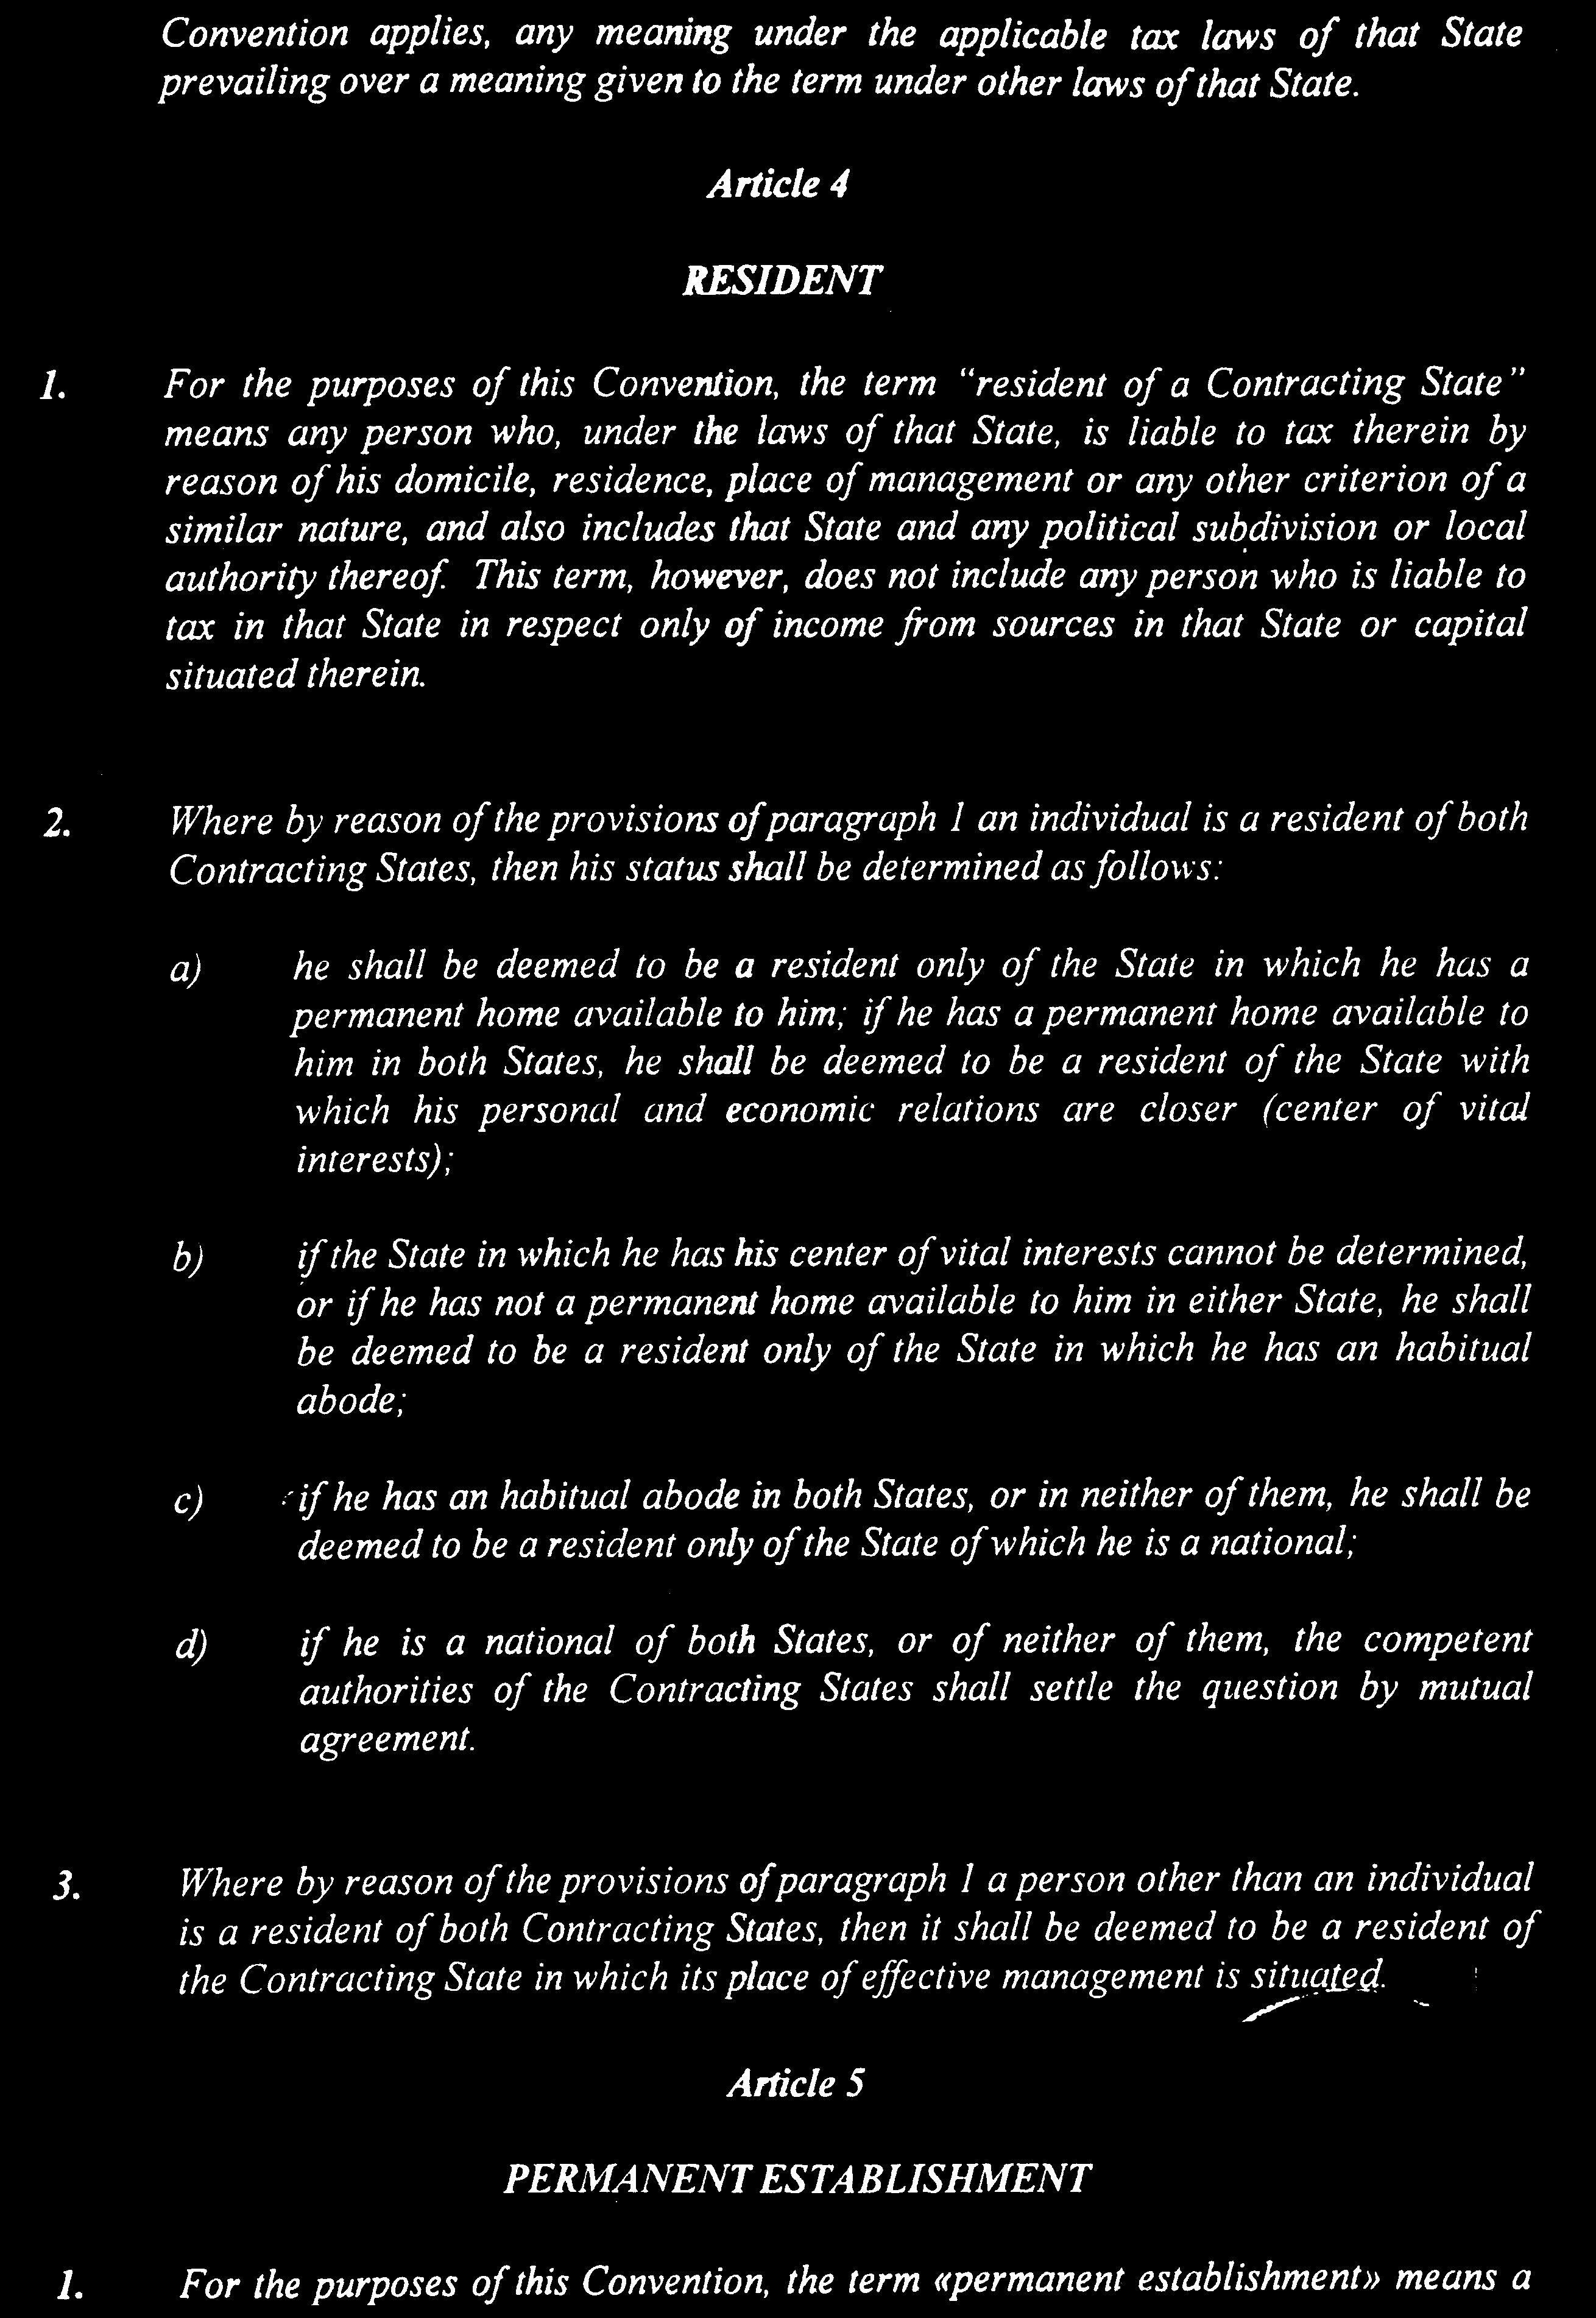 Convention applies, any meaning under the applicable tax laws of that State
prevailing over a meaning given to the term under other laws of that State.
Article 4
RESIDENT
1. For the purposes of this Convention, the term “resident of a Contracting State”
means any person who, under the laws of that State, is liable to tax therein by
reason of his domicile, residence, place of management or any other criterion of a
similar nature, and also includes that State and any political subdivision or local
authority thereof. This term, however, does not include any person who is liable to
tax in that State in respect only of income from sources in that State or capital
situated therein.
2. Where by reason of the provisions of paragraph 1 an individual is a resident of both
Contracting States, then his status shall be determined as follows:
a) he shall be deemed to be a resident only of the State in which he has a
permanent home available to him; if he has a permanent home available to
him in both States, he shall be deemed to be a resident of the State with
which his personal and economic relations are closer (center of vital
interests);
b) if the State in which he has his center of vital interests cannot be determined,
or if he has not a permanent home available to him in either State, he shall
be deemed to be a resident only of the State in which he has an habitual
abode;
c) if he has an habitual abode in both States, or in neither of them, he shall be
deemed to be a resident only of the State of which he is a national;
d) if he is a national of both States, or of neither of them, the competent
authorities of the Contracting States shall settle the question by mutual
agreement.
3. Where by reason of the provisions of paragraph 1 a person other than an individual
is a resident of both Contracting States, then it shall be deemed to be a resident of
the Contracting State in which its place of effective management is situated.
Article 5
PERMANENT ESTABLISHMENT
1. For the purposes of this Convention, the term «permanent establishment» means a